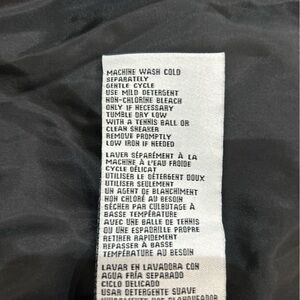 MACHINE WASH COLD
SEPARATELY
GENTLE CYCLE
USE MILD DETERGENT
NON-CHLORINE BLEACH
ONLY IF NECESSARY
TUMBLE DRY LOW
WITH A TENNIS BALL OR
CLEAN SNEAKER
REMOVE PROMPTLY
LOW IRON IF NEEDED
LAVER SÉPARÉMENT À LA
MACHINE À L'EAU FROIDE
CYCLE DÉLICAT
UTILISER LE DÉTERGENT DOUX
UTILISER SEULEMENT
UN AGENT DE BLANCHIMENT
NON CHLORÉ AU BESOIN
SÉCHER PAR CULBUTAGE À
BASSE TEMPÉRATURE
AVEC UNE BALLE DE TENNIS
OU UNE ESPADRILLE PROPRE
RETIRER RAPIDEMENT
REPASSER À BASSE
TEMPÉRATURE AU BESOIN
LAVAR EN LAVADORA CON
AGUA FRÍA SEPARADO
CICLO DELICADO
USAR DETERGENTE SUAVE